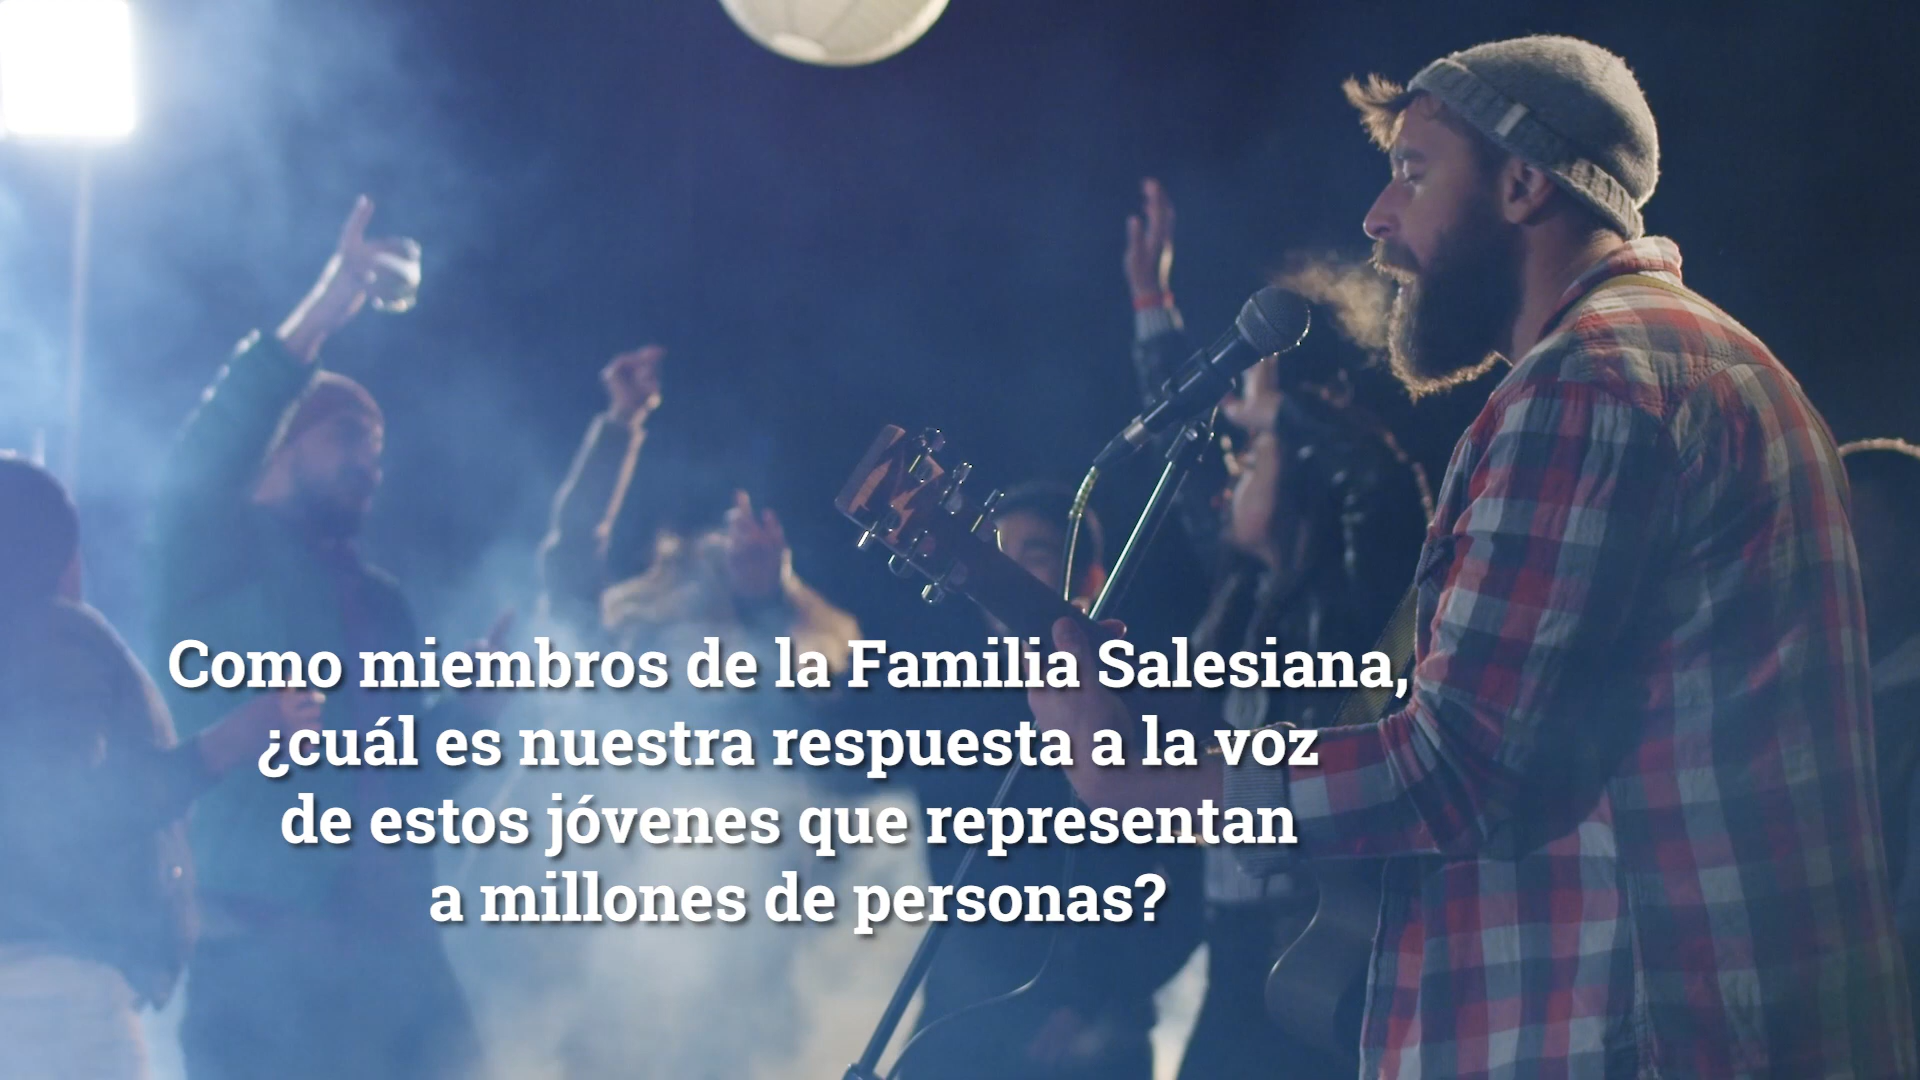 Como miembros de la Familia Salesiana,
¿cuál es nuestra respuesta a la voz
de estos jóvenes que representan
a millones de personas?